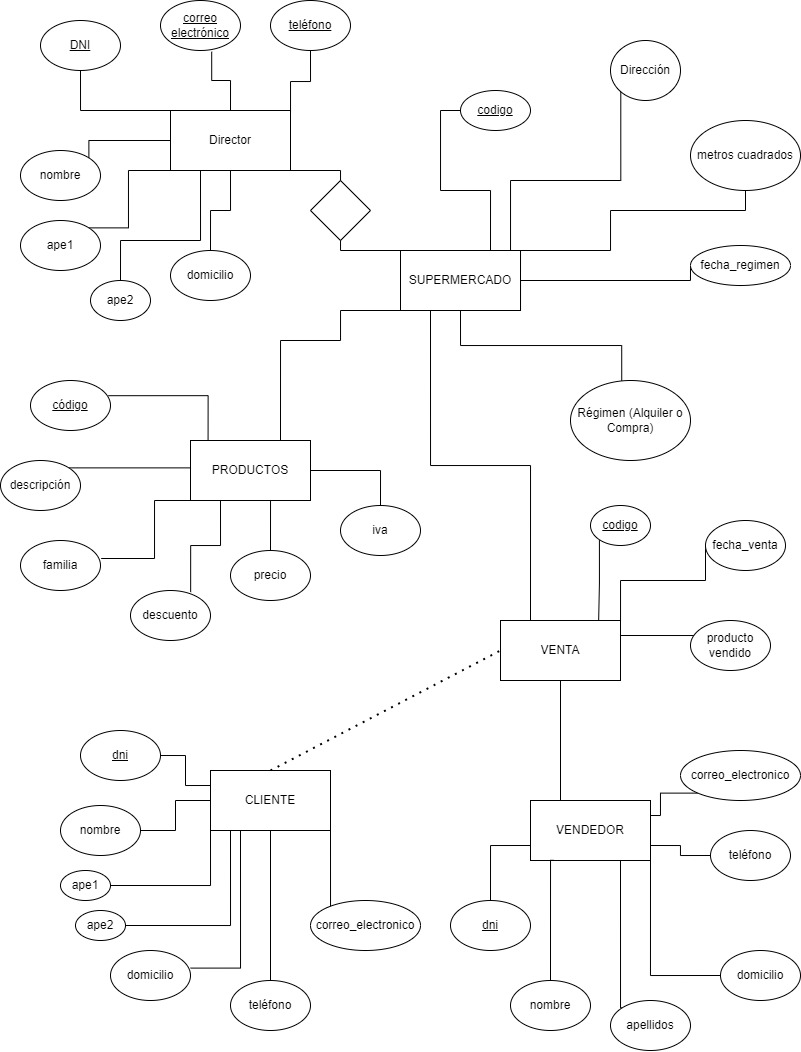 correo
electrónico
teléfono
DNI
Dirección
codigo
Director
metros cuadrados
nombre
ape1
domicilio
fecha_regimen
SUPERMERCADO
ape2
código
Régimen (Alquiler o
Compra)
PRODUCTOS
descripción
iva
codigo
fecha_venta
familia
precio
descuento
producto
vendido
VENTA
dni
correo_electronico
CLIENTE
nombre
VENDEDOR
teléfono
ape1
ape2
correo_electronico
dni
domicilio
domicilio
teléfono
nombre
apellidos